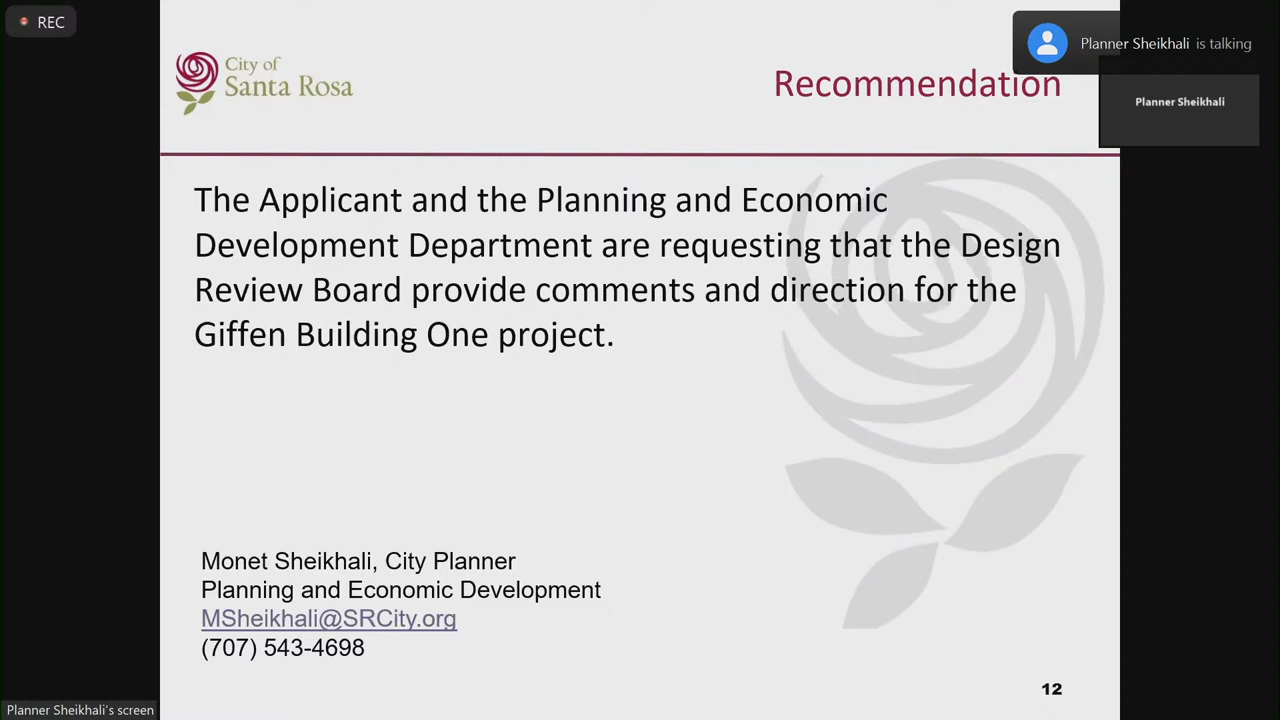 REC
Planner Sheikhali is talking
City of
Santa Rosa
Recommendation
Planner Sheikhali
The Applicant and the Planning and Economic
Development Department are requesting that the Design
Review Board provide comments and direction for the
Giffen Building One project.
Monet Sheikhali, City Planner
Planning and Economic Development
MSheikhali@SRCity.org
(707) 543-4698
12
Planner Sheikhali's screen